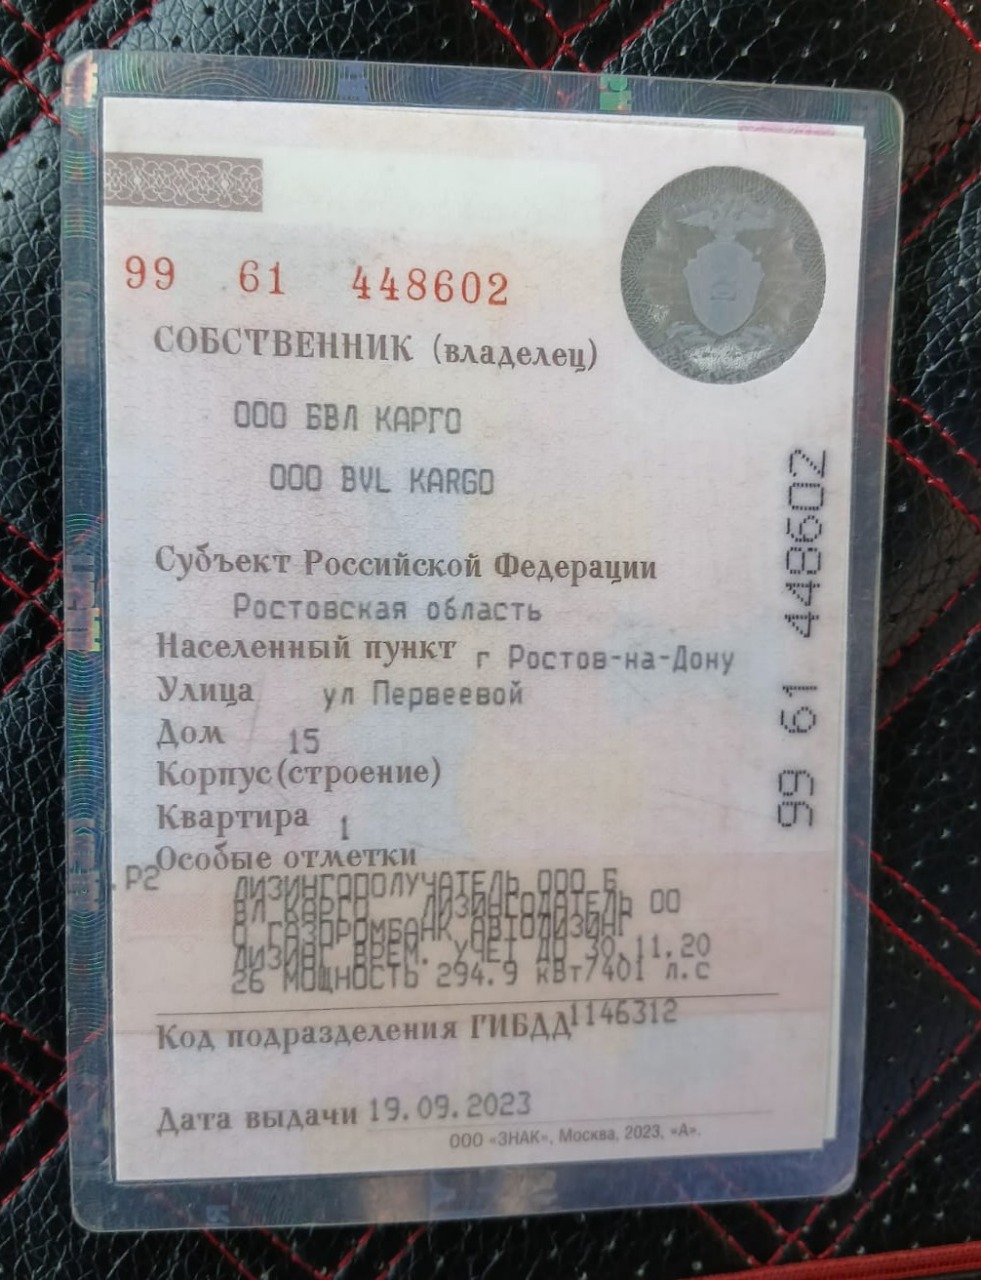 99 61 448602
СОБСТВЕННИК (владелец)
ООО БВЛ КАРГО
ООО BVL KARGO
Субъект Российской Федерации
Ростовская область
Населенный пункт г Ростов-на-Дону
Улица ул Первеевой
Дом 15
Корпус(строение)
Квартира 1
Особые отметки
.Р2
ЛИЗИНГОПОЛУЧАТЕЛЬ ООО Б
ВЛ КАРГО ЛИЗИНГОДАТЕЛЬ ОО
О ГАЗПРОМБАНК АВТОЛИЗИНГ
ЛИЗИНГ ВРЕМ. УЧЕТ ДО 30.11.20
26 МОЩНОСТЬ 294.9 кВт/401 л.с
Код подразделения ГИБДД 1146312
Дата выдачи 19.09.2023
ООО «ЗНАК», Москва, 2023, «А».
99 61 448602